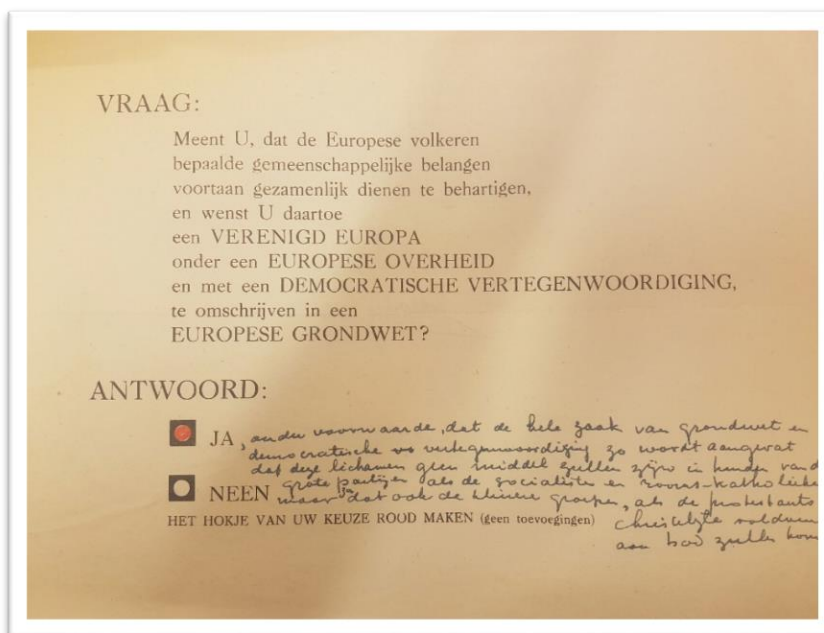 VRAAG:
Meent U, dat de Europese volkeren
bepaalde gemeenschappelijke belangen
voortaan gezamenlijk dienen te behartigen,
en wenst U daartoe
een VERENIGD EUROPA
onder een EUROPESE OVERHEID
en met een DEMOCRATISCHE VERTEGENWOORDIGING,
te omschrijven in een
EUROPESE GRONDWET?
ANTWOORD:
JA, onder voorwaarde, dat de hele zaak van grondwet en
democratische vertegenwoordiging zo wordt aangevat
dat deze lichamen geen middel zullen zijn in handen van d
grote partijen als de socialisten en rooms-katholieke
NEEN maar dat ook de kleinere groepen, als de protestants
christelijke voldoen
aan bod zullen kom
HET HOKJE VAN UW KEUZE ROOD MAKEN (geen toevoegingen)